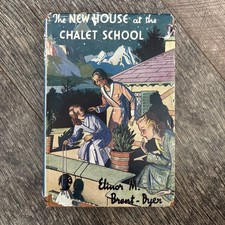 The NEW HOUSE at the
CHALET SCHOOL
Elinor M.
Brent-Dyer